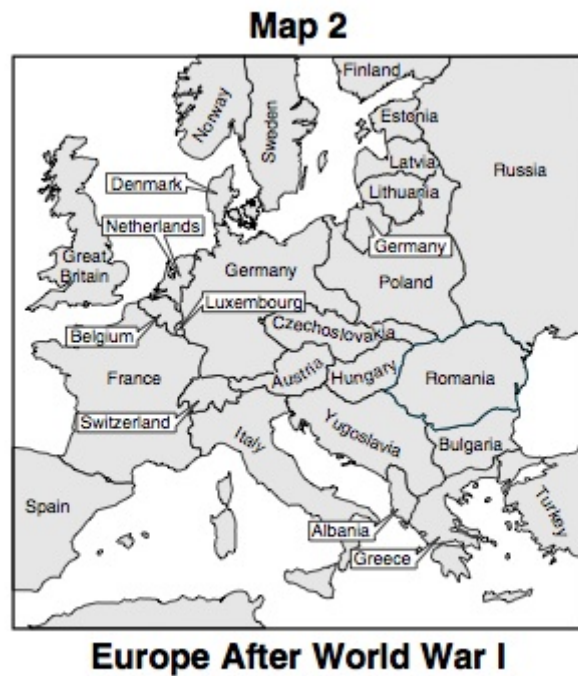 Map 2
Finland
Norway
Sweden
Estonia
Russia
Latvia
Denmark
Lithuania
Netherlands
Germany
Great
Britain
Germany
Poland
Luxembourg
Belgium
Czechoslovakia
France
Austria
Hungary
Romania
Switzerland
Italy
Yugoslavia
Bulgaria
Spain
Turkey
Albania
Greece
Europe After World War I